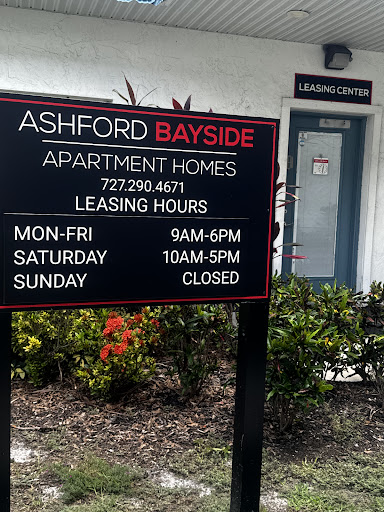 ASHFORD BAYSIDE
APARTMENT HOMES
727.290.4671
LEASING HOURS
MON-FRI 9AM-6PM
SATURDAY 10AM-5PM
SUNDAY CLOSED
LEASING CENTER